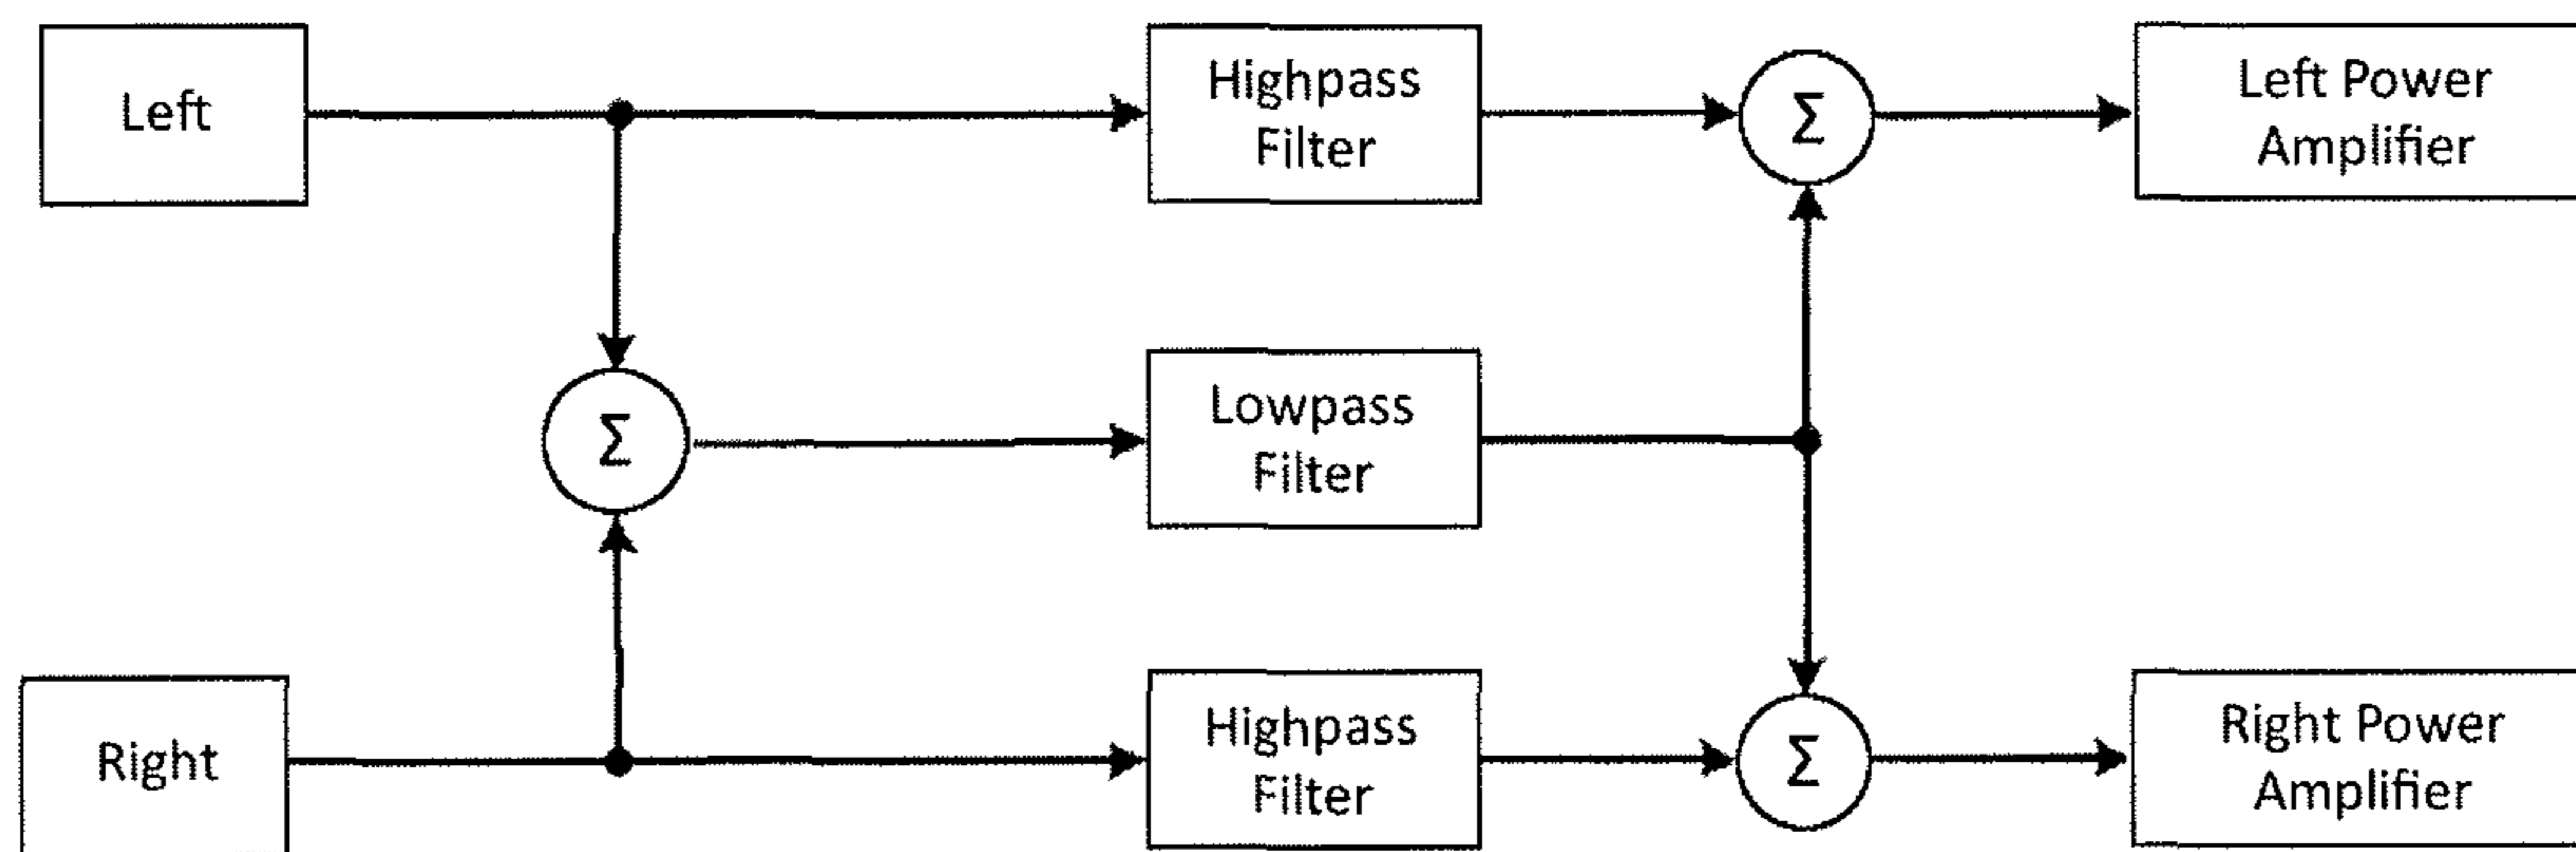 Left
Highpass
Filter
Σ
Left Power
Amplifier
Σ
Lowpass
Filter
Right
Highpass
Filter
Σ
Right Power
Amplifier